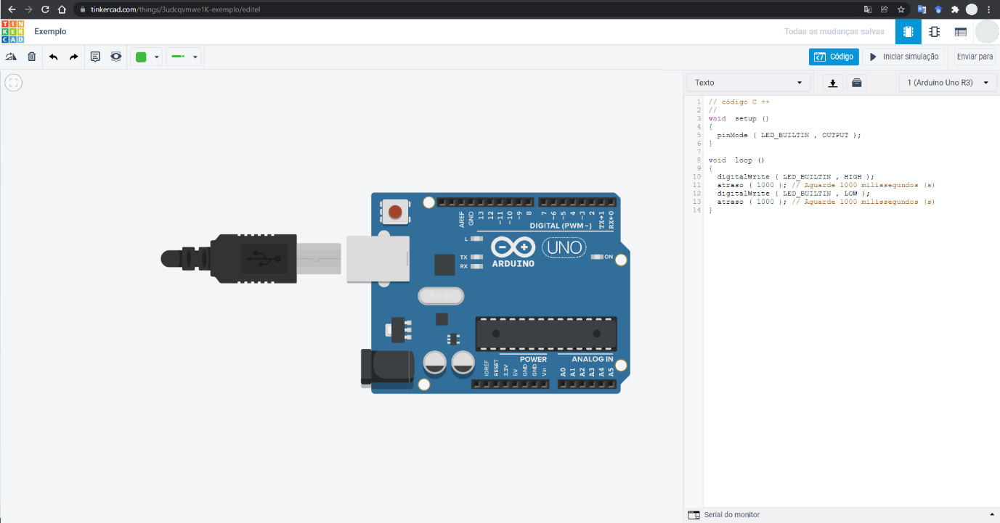 tinkercad.com/things/3udcqvmwe1K-exemplo/editel
TIN
KER
CAD
Exemplo
Todas as mudanças salvas
Código
Iniciar simulação
Enviar para
Texto
1 (Arduino Uno R3)
1 // código C ++
2 //
3 void setup ()
4 {
5 pinMode ( LED_BUILTIN , OUTPUT );
6 }
7
8 void loop ()
9 {
10 digitalWrite ( LED_BUILTIN , HIGH );
11 atraso ( 1000 ); // Aguarde 1000 milissegundos (s)
12 digitalWrite ( LED_BUILTIN , LOW );
13 atraso ( 1000 ); // Aguarde 1000 milissegundos (s)
14 }
AREF GND 13 12 ~11 ~10 ~9 8 7 ~6 ~5 4 ~3 2 TX→1 RX←0
DIGITAL (PWM~)
L
TX
RX
ARDUINO
UNO
ON
POWER
ANALOG IN
IOREF RESET 3.3V 5V GND GND Vin A0 A1 A2 A3 A4 A5
Serial do monitor